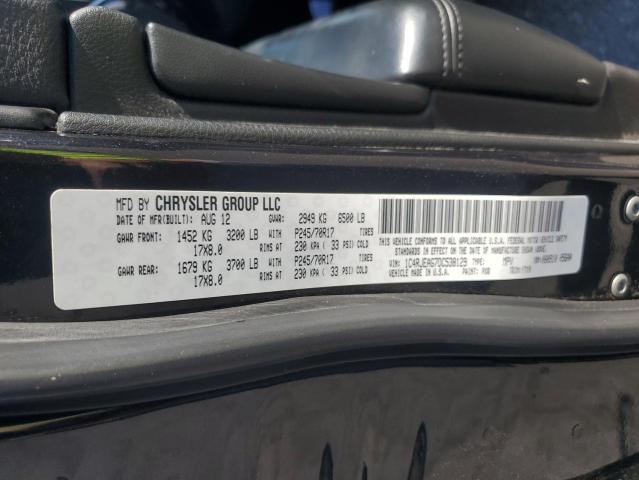 MFD BY CHRYSLER GROUP LLC
DATE OF MFR(BUILT): AUG 12 GVWR: 2949 KG 6500 LB
GAWR FRONT: 1452 KG 3200 LB WITH P245/70R17 TIRES
17X8.0 RIMS AT 230 KPA ( 33 PSI) COLD
GAWR REAR: 1679 KG 3700 LB WITH P245/70R17 TIRES
17X8.0 RIMS AT 230 KPA ( 33 PSI) COLD
THIS VEHICLE CONFORMS TO ALL APPLICABLE U.S.A. FEDERAL MOTOR VEHICLE SAFETY
STANDARDS IN EFFECT ON THE DATE OF MANUFACTURE SHOWN ABOVE.
VIN: 1C4RJEAG7DC538129 TYPE: MPV
VEHICLE MADE IN U.S.A. PAINT: PXR